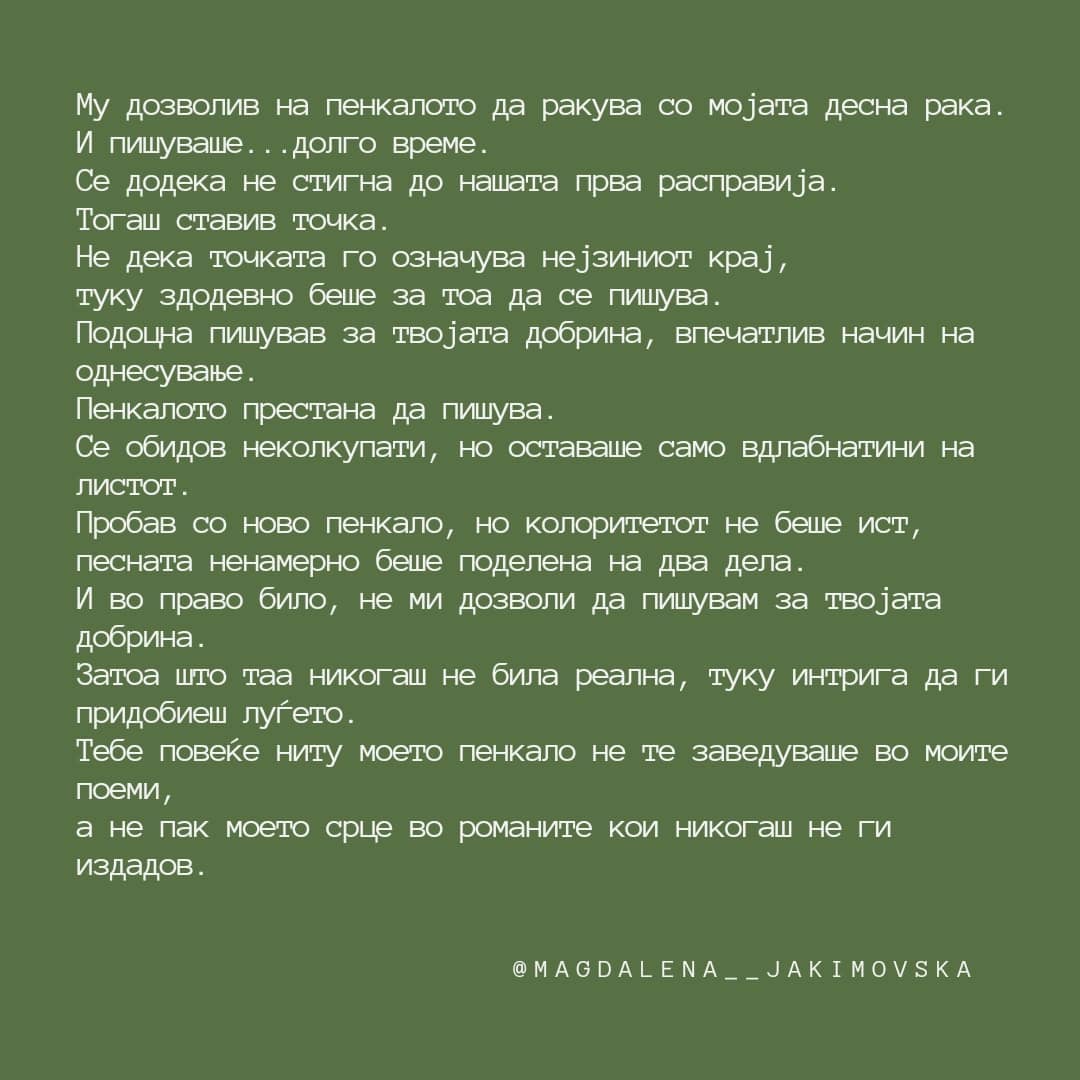 Му дозволив на пенкалото да ракува со мојата десна рака.
И пишуваше...долго време.
Се додека не стигна до нашата прва расправија.
Тогаш ставив точка.
Не дека точката го означува нејзиниот крај,
туку здодевно беше за тоа да се пишува.
Подоцна пишував за твојата добрина, впечатлив начин на
однесување.
Пенкалото престана да пишува.
Се обидов неколкупати, но оставаше само вдлабнатини на
листот.
Пробав со ново пенкало, но колоритетот не беше ист,
песната ненамерно беше поделена на два дела.
И во право било, не ми дозволи да пишувам за твојата
добрина.
Затоа што таа никогаш не била реална, туку интрига да ги
придобиеш луѓето.
Тебе повеќе ниту моето пенкало не те заведуваше во моите
поеми,
а не пак моето срце во романите кои никогаш не ги
издадов.
@MAGDALENA__JAKIMOVSKA